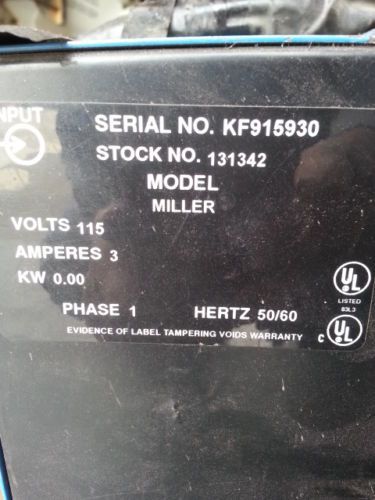 INPUT
SERIAL NO. KF915930
STOCK NO. 131342
MODEL
MILLER
VOLTS 115
AMPERES 3
KW 0.00
PHASE 1 HERTZ 50/60
EVIDENCE OF LABEL TAMPERING VOIDS WARRANTY
UL
LISTED
83L3
C UL